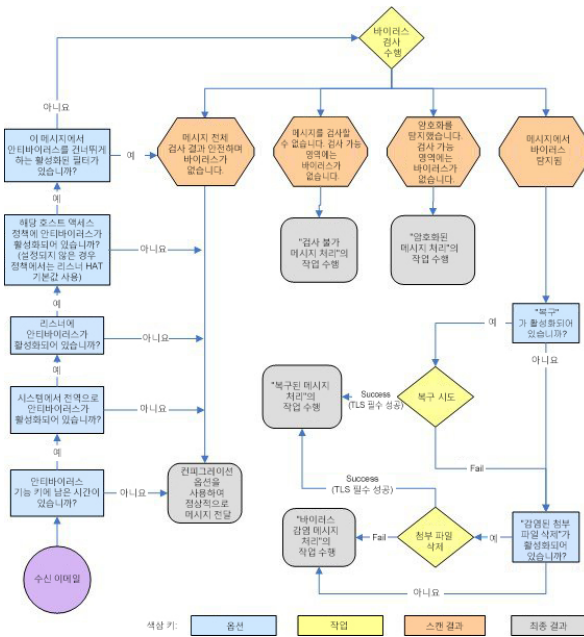 바이러스
검사
수행
아니요
이 메시지에서
안티바이러스를 건너뛰게
하는 활성화된 필터가
있습니까?
예
메시지 전체
검사 결과 안전하며
바이러스가
없습니다.
메시지를 검사할
수 없습니다. 검사 가능
영역에는
바이러스가
없습니다.
암호화를
탐지했습니다.
검사 가능
영역에는
바이러스가
없습니다.
메시지에서
바이러스
탐지됨
예
해당 호스트 액세스
정책에 안티바이러스가
활성화되어 있습니까?
(설정되지 않은 경우
정책에서는 리스너 HAT
기본값 사용)
아니요
"검사 불가
메시지 처리"의
작업 수행
"암호화된
메시지 처리"의
작업 수행
예
리스너에
안티바이러스가
활성화되어 있습니까?
아니요
"복구"
가 활성화되어
있습니까?
예
아니요
예
시스템에서 전역으로
안티바이러스가
활성화되어 있습니까?
아니요
"복구된 메시지
처리"의
작업 수행
Success
(TLS 필수 성공)
복구 시도
Fail
예
안티바이러스
기능 키에 남은 시간이
있습니까?
아니요
컨피그레이션
옵션을
사용하여
정상적으로
메시지 전달
Success
(TLS 필수 성공)
"바이러스
감염 메시지
처리"의
작업 수행
Fail
첨부 파일
삭제
예
"감염된 첨부
파일 삭제"가
활성화되어
있습니까?
아니요
수신 이메일
색상 키:
옵션
작업
스캔 결과
최종 결과